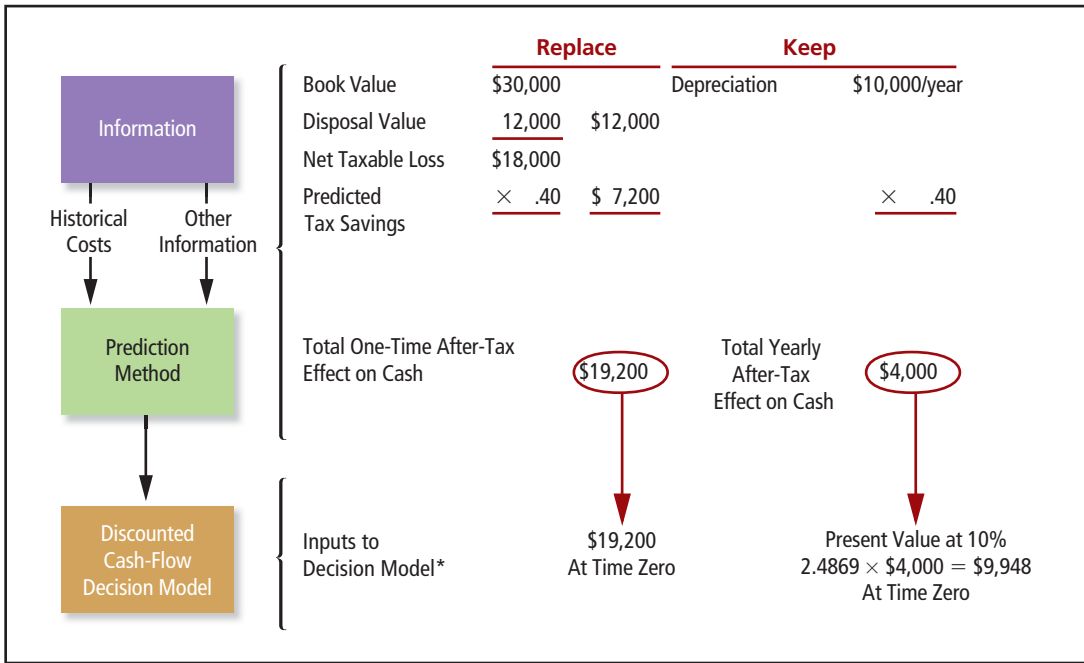 Replace Keep
Book Value $30,000 Depreciation $10,000/year
Information
Disposal Value 12,000 $12,000
Net Taxable Loss $18,000
Predicted × .40 $ 7,200 × .40
Tax Savings
Historical Other
Costs Information
Prediction
Method
Total One-Time After-Tax
Effect on Cash
$19,200
Total Yearly
After-Tax
Effect on Cash
$4,000
Discounted
Cash-Flow
Decision Model
Inputs to
Decision Model*
$19,200
At Time Zero
Present Value at 10%
2.4869 × $4,000 = $9,948
At Time Zero